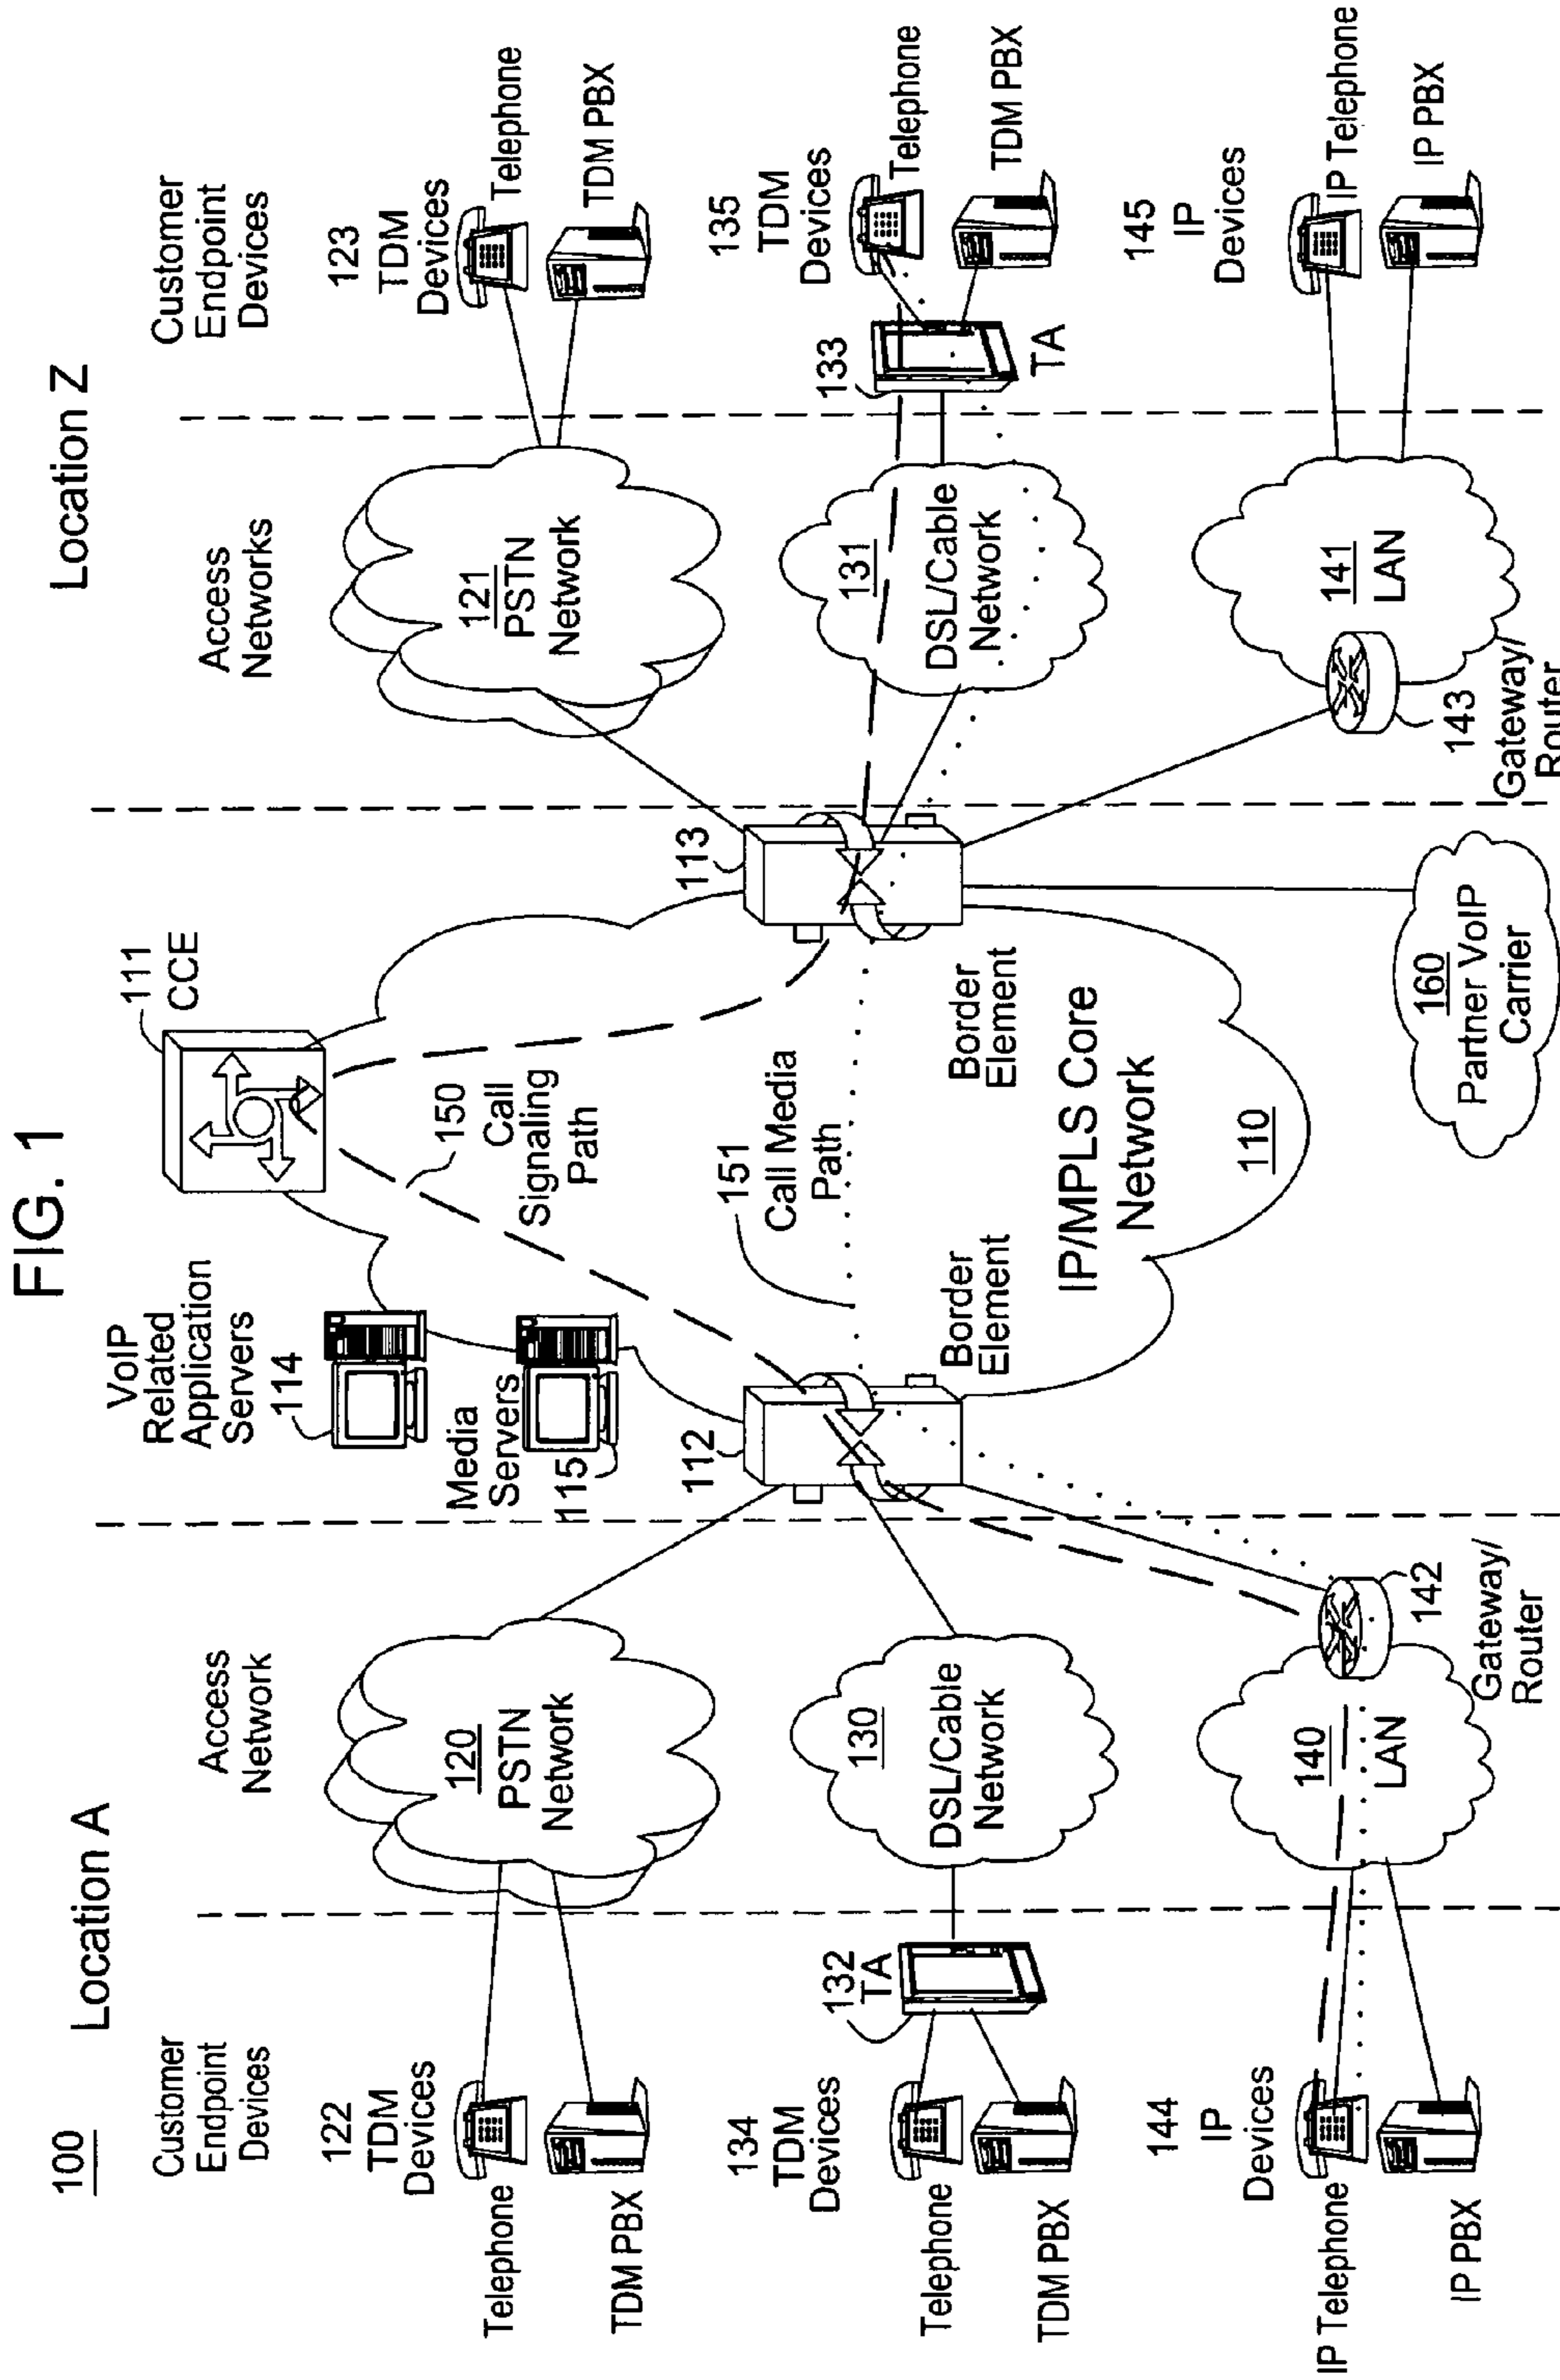 FIG. 1
100
Location A
Location Z
Customer
Endpoint
Devices
Access
Network
VoIP
Related
Application
Servers
114
111
CCE
Access
Networks
Customer
Endpoint
Devices
122
TDM
Devices
Telephone
TDM PBX
120
PSTN
Network
Media
Servers
115
150
Call
Signaling
Path
121
PSTN
Network
123
TDM
Devices
Telephone
TDM PBX
134
TDM
Devices
Telephone
TDM PBX
132
TA
130
DSL/Cable
Network
112
Border
Element
151
Call Media
Path
113
Border
Element
131
DSL/Cable
Network
133
TA
135
TDM
Devices
Telephone
TDM PBX
IP/MPLS Core
Network
110
144
IP
Devices
IP Telephone
IP PBX
140
LAN
142
Gateway/
Router
160
Partner VoIP
Carrier
143
Gateway/
Router
141
LAN
145
IP
Devices
IP Telephone
IP PBX